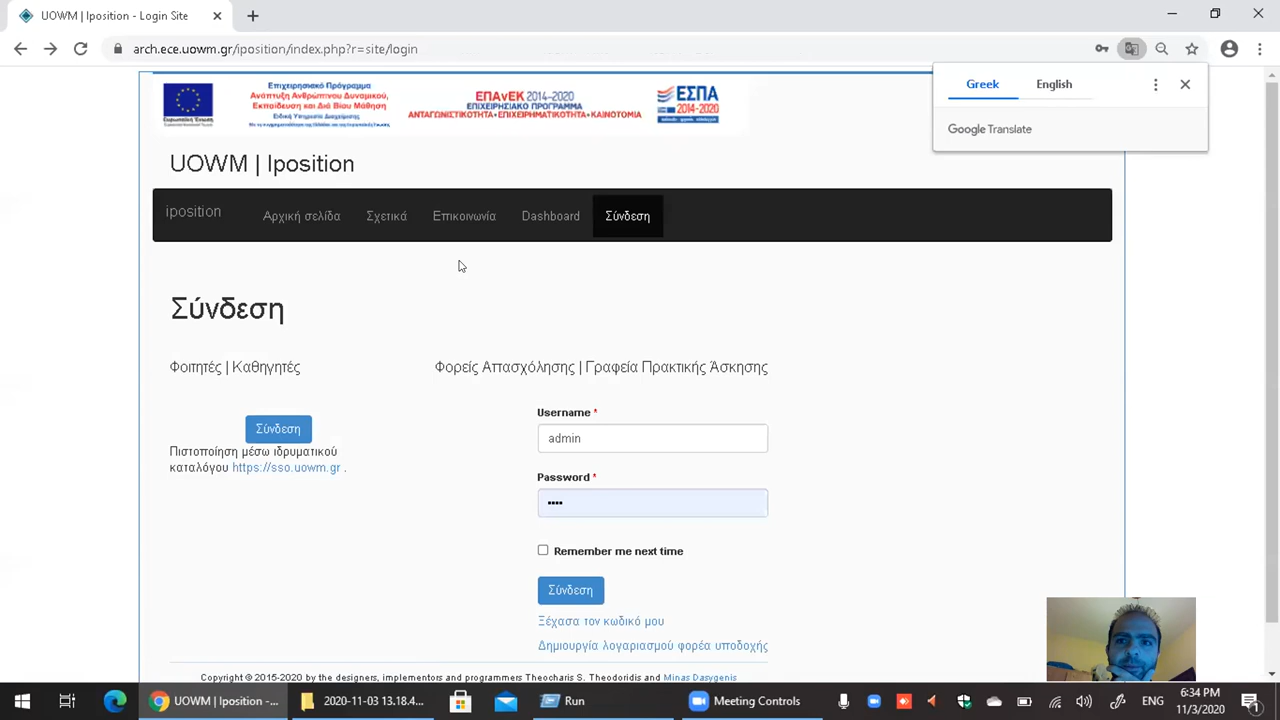 UOWM | Iposition - Login Site
arch.ece.uowm.gr/iposition/index.php?r=site/login
Greek English
Google Translate
Επιχειρησιακό Πρόγραμμα
Ανάπτυξη Ανθρώπινου Δυναμικού,
Εκπαίδευση και Διά Βίου Μάθηση
Ειδική Υπηρεσία Διαχείρισης
ΕΠΑνΕΚ 2014-2020
ΕΠΙΧΕΙΡΗΣΙΑΚΟ ΠΡΟΓΡΑΜΜΑ
ΑΝΤΑΓΩΝΙΣΤΙΚΟΤΗΤΑ•ΕΠΙΧΕΙΡΗΜΑΤΙΚΟΤΗΤΑ•ΚΑΙΝΟΤΟΜΙΑ
ΕΣΠΑ
2014-2020
UOWM | Iposition
iposition Αρχική σελίδα Σχετικά Επικοινωνία Dashboard Σύνδεση
Σύνδεση
Φοιτητές | Καθηγητές
Σύνδεση
Πιστοποίηση μέσω ιδρυματικού
καταλόγου https://sso.uowm.gr .
Φορείς Απασχόλησης | Γραφεία Πρακτικής Άσκησης
Username *
admin
Password *
••••
Remember me next time
Σύνδεση
Ξέχασα τον κωδικό μου
Δημιουργία λογαριασμού φορέα υποδοχής
Copyright © 2015-2020 by the designers, implementors and programmers Theocharis S. Theodoridis and Minas Dasygenis
UOWM | Iposition -...
2020-11-03 13.18.4...
Run
Meeting Controls
ENG
6:34 PM
11/3/2020
1